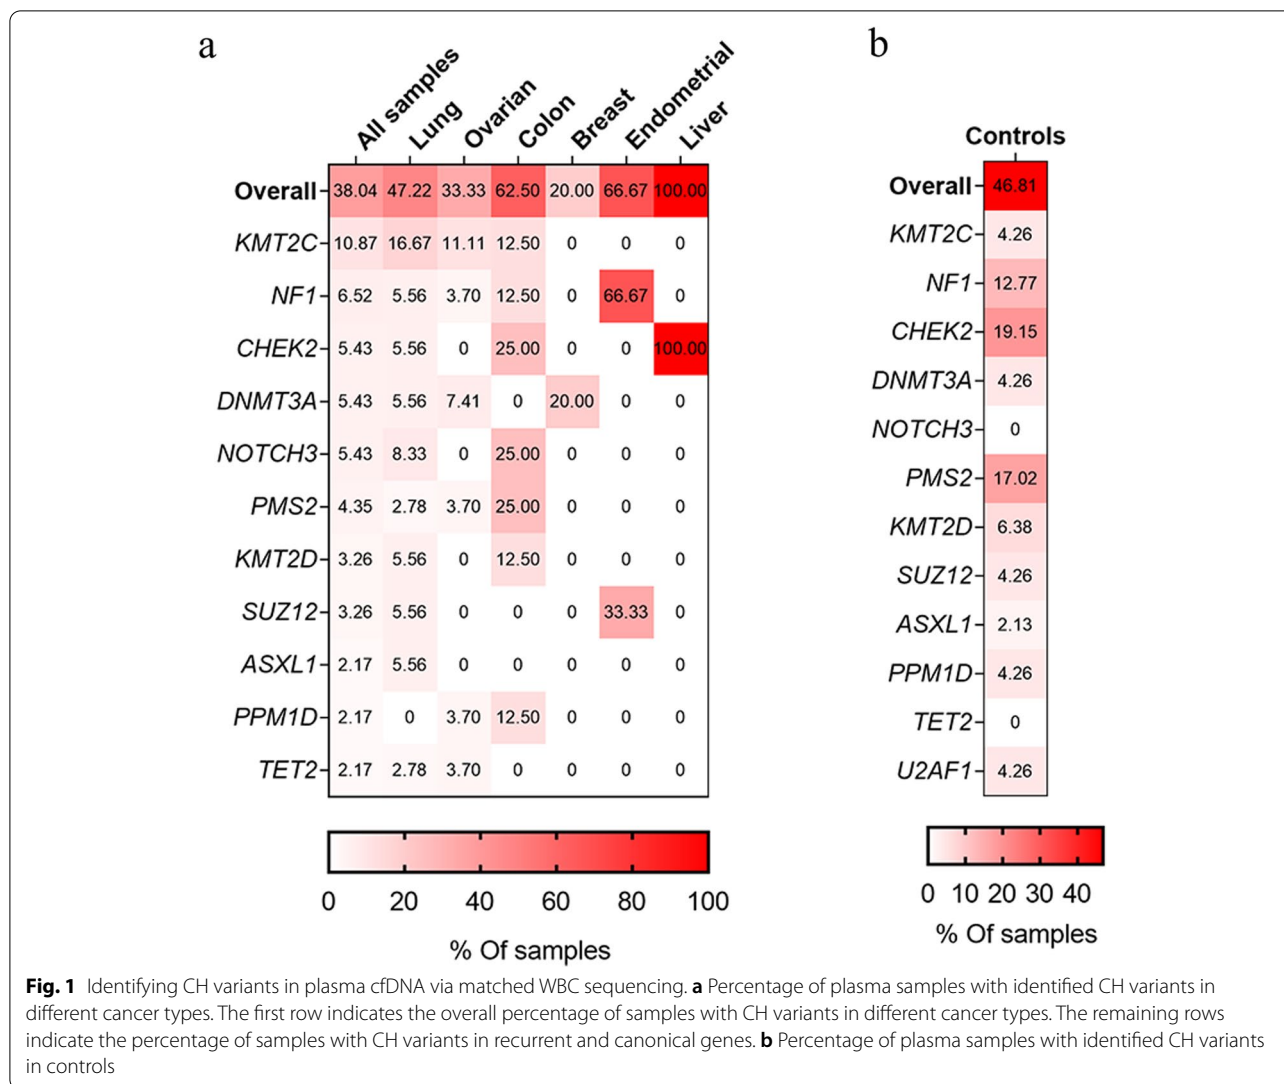 a
All samples
Lung
Ovarian
Colon
Breast
Endometrial
Liver
Overall 38.04 47.22 33.33 62.50 20.00 66.67 100.00
KMT2C 10.87 16.67 11.11 12.50 0 0 0
NF1 6.52 5.56 3.70 12.50 0 66.67 0
CHEK2 5.43 5.56 0 25.00 0 0 100.00
DNMT3A 5.43 5.56 7.41 0 20.00 0 0
NOTCH3 5.43 8.33 0 25.00 0 0 0
PMS2 4.35 2.78 3.70 25.00 0 0 0
KMT2D 3.26 5.56 0 12.50 0 0 0
SUZ12 3.26 5.56 0 0 0 33.33 0
ASXL1 2.17 5.56 0 0 0 0 0
PPM1D 2.17 0 3.70 12.50 0 0 0
TET2 2.17 2.78 3.70 0 0 0 0
0 20 40 60 80 100
% Of samples
b
Controls
Overall 46.81
KMT2C 4.26
NF1 12.77
CHEK2 19.15
DNMT3A 4.26
NOTCH3 0
PMS2 17.02
KMT2D 6.38
SUZ12 4.26
ASXL1 2.13
PPM1D 4.26
TET2 0
U2AF1 4.26
0 10 20 30 40
% Of samples
Fig. 1 Identifying CH variants in plasma cfDNA via matched WBC sequencing. a Percentage of plasma samples with identified CH variants in
different cancer types. The first row indicates the overall percentage of samples with CH variants in different cancer types. The remaining rows
indicate the percentage of samples with CH variants in recurrent and canonical genes. b Percentage of plasma samples with identified CH variants
in controls